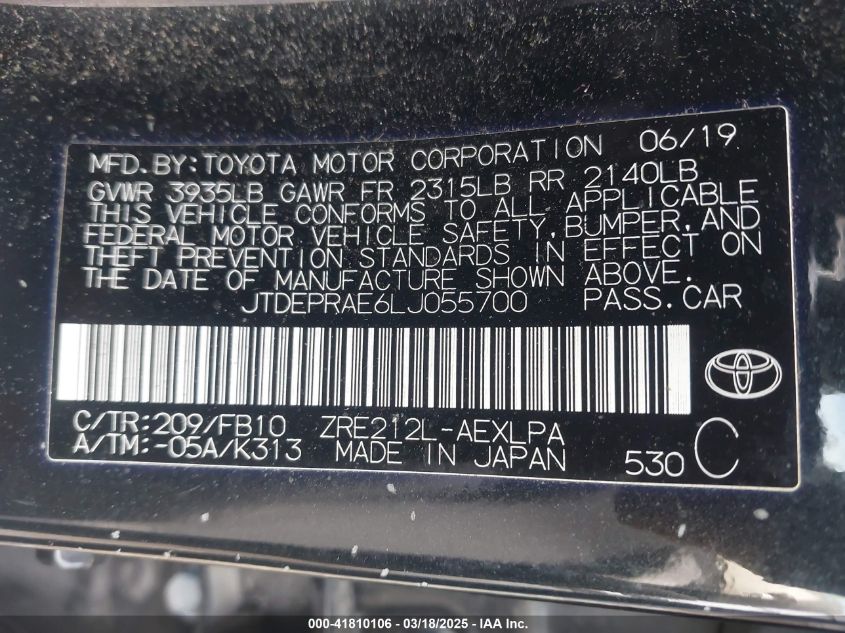 MFD. BY: TOYOTA MOTOR CORPORATION 06/19
GVWR 3935LB GAWR FR 2315LB RR 2140LB
THIS VEHICLE CONFORMS TO ALL APPLICABLE
FEDERAL MOTOR VEHICLE SAFETY, BUMPER, AND
THEFT PREVENTION STANDARDS IN EFFECT ON
THE DATE OF MANUFACTURE SHOWN ABOVE.
JTDEPRAE6LJ055700 PASS. CAR
C/TR: 209/FB10 ZRE212L-AEXLPA
A/TM: -05A/K313 MADE IN JAPAN 530 C
000-41810106 / 03/18/2025 - IAA Inc.